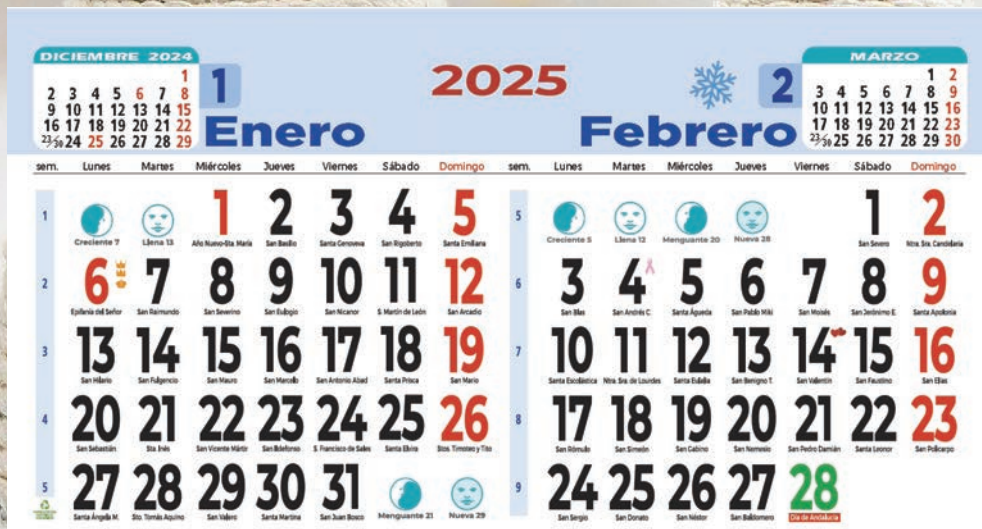 DICIEMBRE 2024
1
2 3 4 5 6 7 8
9 10 11 12 13 14 15
16 17 18 19 20 21 22
23/30 24 25 26 27 28 29
1
Enero
2025
2
Febrero
MARZO
1 2
3 4 5 6 7 8 9
10 11 12 13 14 15 16
17 18 19 20 21 22 23
24/31 25 26 27 28 29 30
sem. Lunes Martes Miércoles Jueves Viernes Sábado Domingo
1 1 2 3 4 5
Creciente 7 Llena 13 Año Nuevo-Sta. María San Basilio Santa Genoveva San Rigoberto Santa Emiliana
2 6 7 8 9 10 11 12
Epifanía del Señor San Raimundo San Severino San Eulogio San Nicanor S. Martín de León San Arcadio
3 13 14 15 16 17 18 19
San Hilario San Fulgencio San Mauro San Marcelo San Antonio Abad Santa Prisca San Mario
4 20 21 22 23 24 25 26
San Sebastián Sta. Inés San Vicente Mártir San Ildefonso S. Francisco de Sales Santa Elvira Stos. Timoteo y Tito
5 27 28 29 30 31
Santa Ángela M. Sto. Tomás Aquino San Valero Santa Martina San Juan Bosco Menguante 21 Nueva 29
sem. Lunes Martes Miércoles Jueves Viernes Sábado Domingo
5 1 2
Creciente 5 Llena 12 Menguante 20 Nueva 28 San Severo Ntra. Sra. Candelaria
6 3 4 5 6 7 8 9
San Blas San Andrés C. Santa Águeda San Pablo Miki San Moisés San Jerónimo E. Santa Apolonia
7 10 11 12 13 14 15 16
Santa Escolástica Ntra. Sra. de Lourdes Santa Eulalia San Benigno T. San Valentín San Faustino San Elías
8 17 18 19 20 21 22 23
San Rómulo San Simeón San Gabino San Nemesio San Pedro Damián Santa Leonor San Policarpo
9 24 25 26 27 28
San Sergio San Donato San Néstor San Baldomero Día de Andalucía